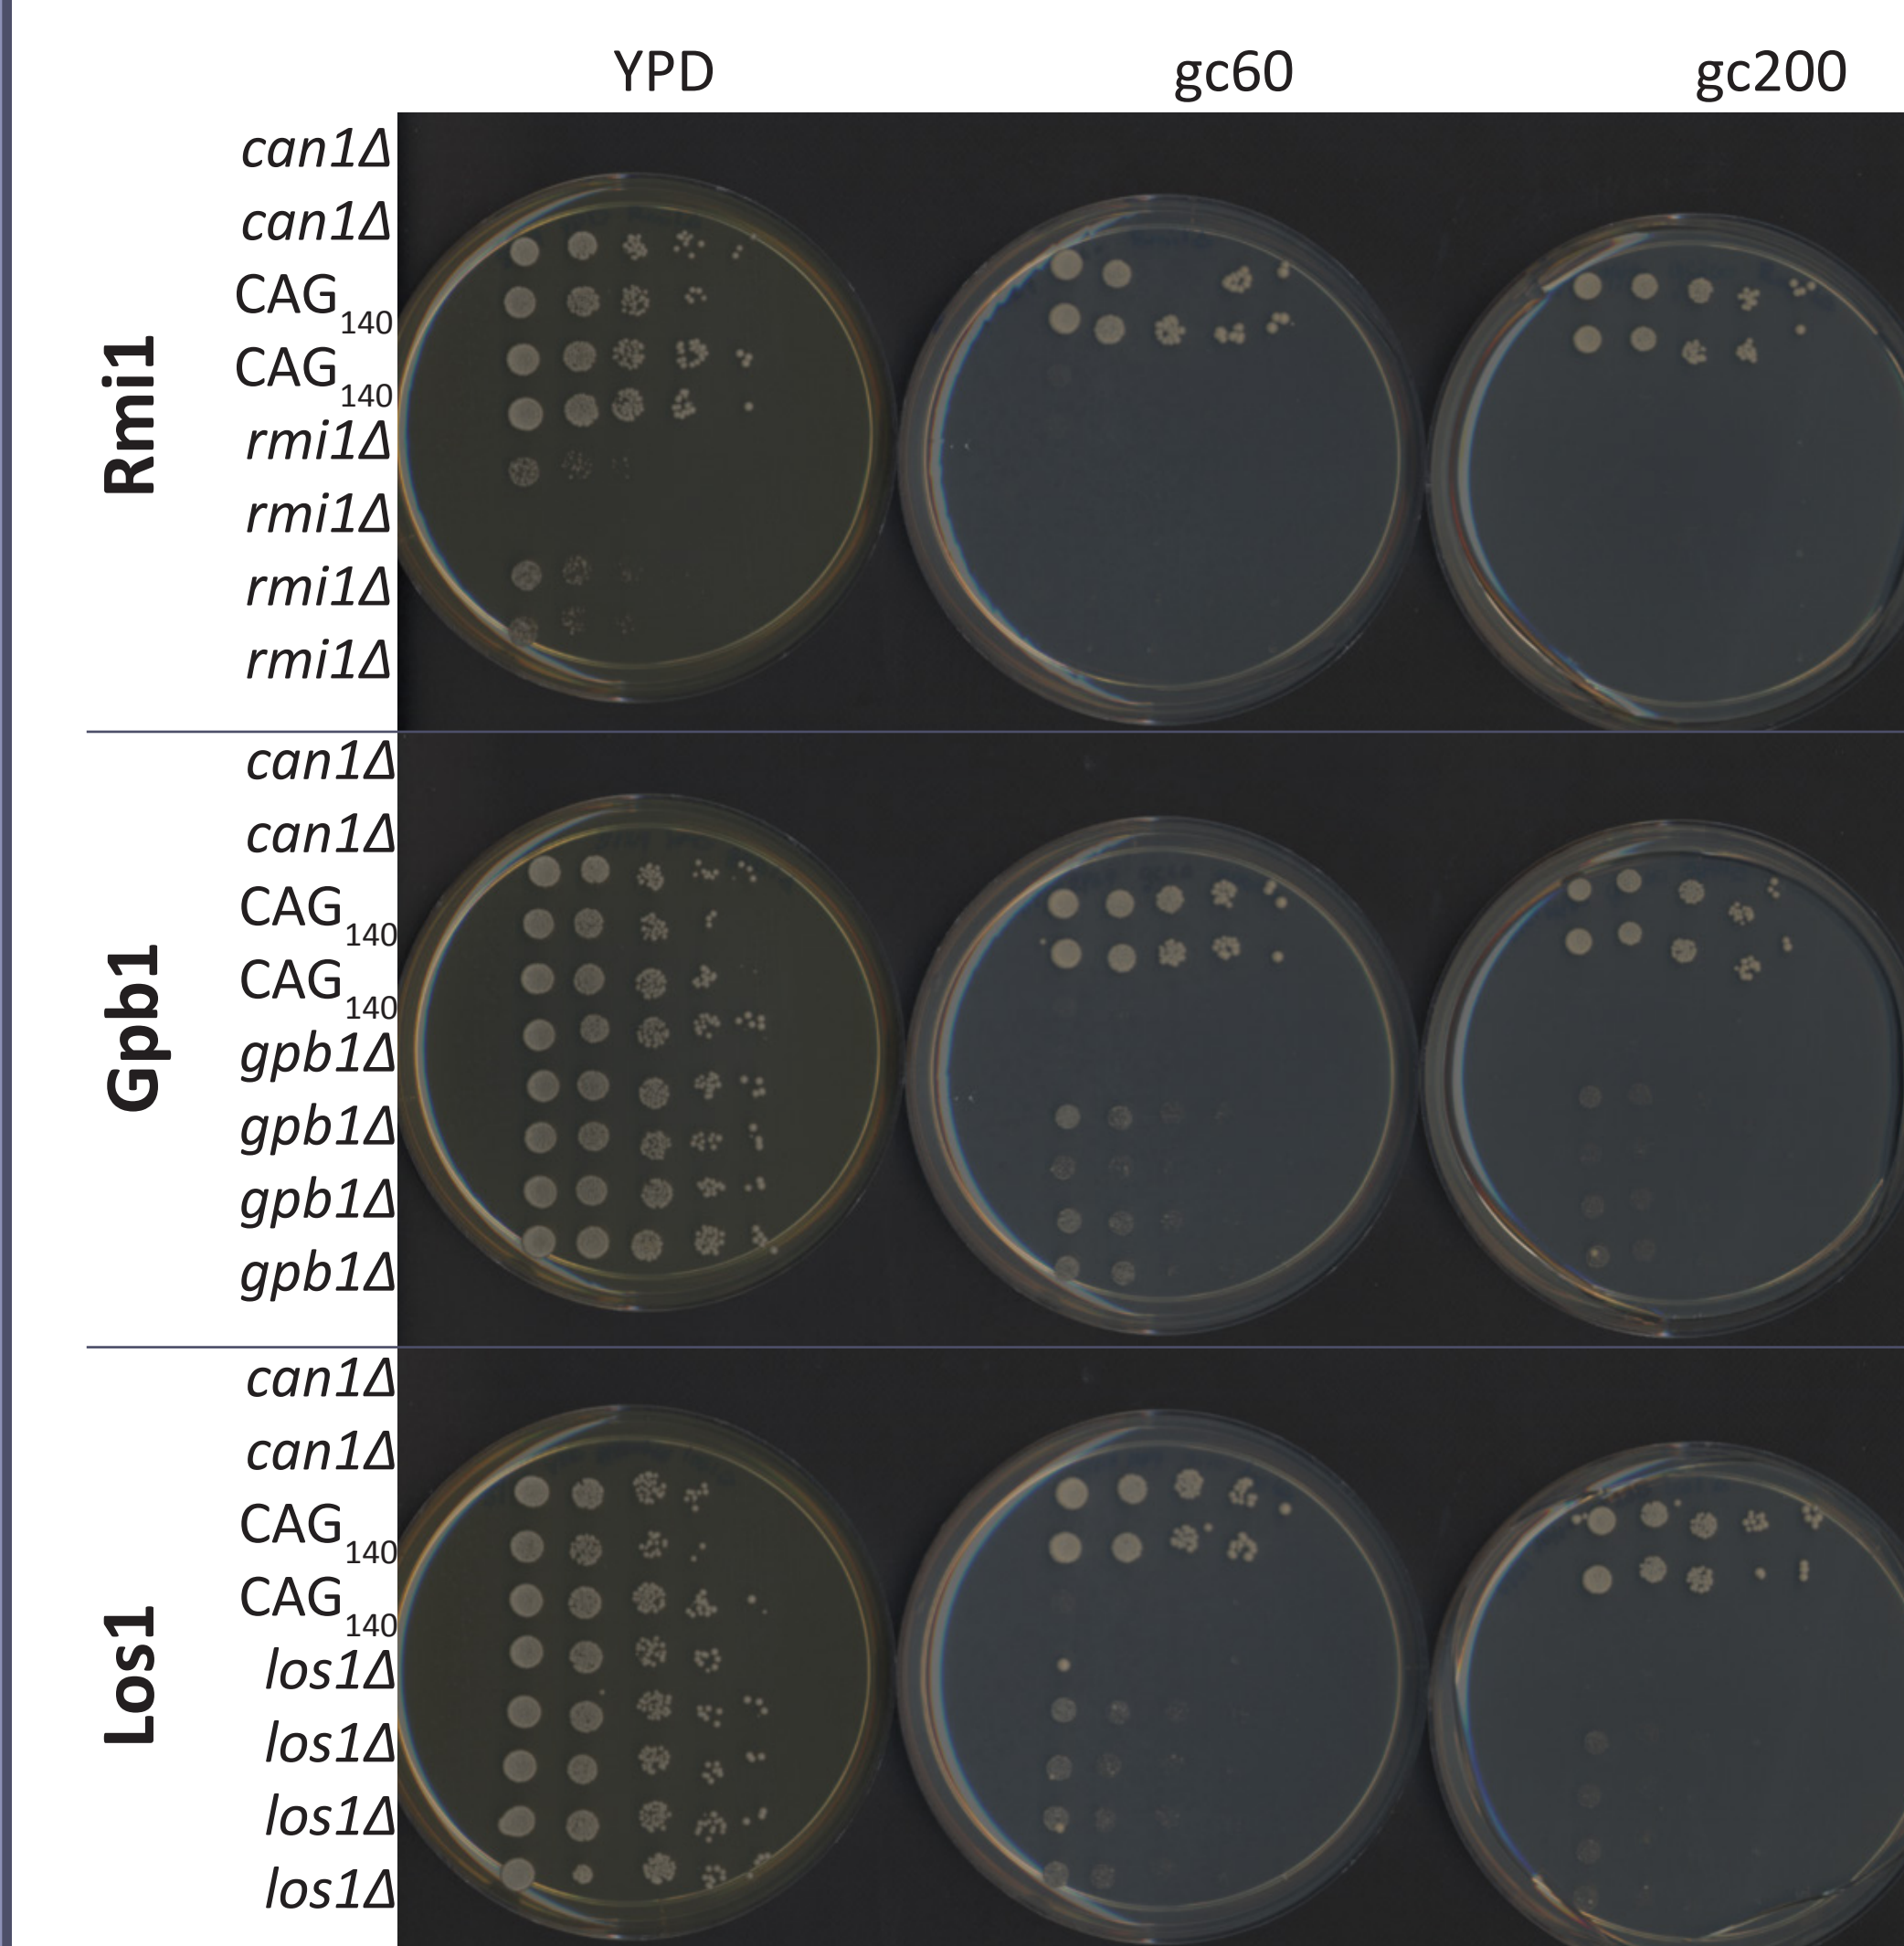 YPD gc60 gc200
Rmi1
can1Δ
can1Δ
CAG140
CAG140
rmi1Δ
rmi1Δ
rmi1Δ
rmi1Δ
Gpb1
can1Δ
can1Δ
CAG140
CAG140
gpb1Δ
gpb1Δ
gpb1Δ
gpb1Δ
Los1
can1Δ
can1Δ
CAG140
CAG140
los1Δ
los1Δ
los1Δ
los1Δ